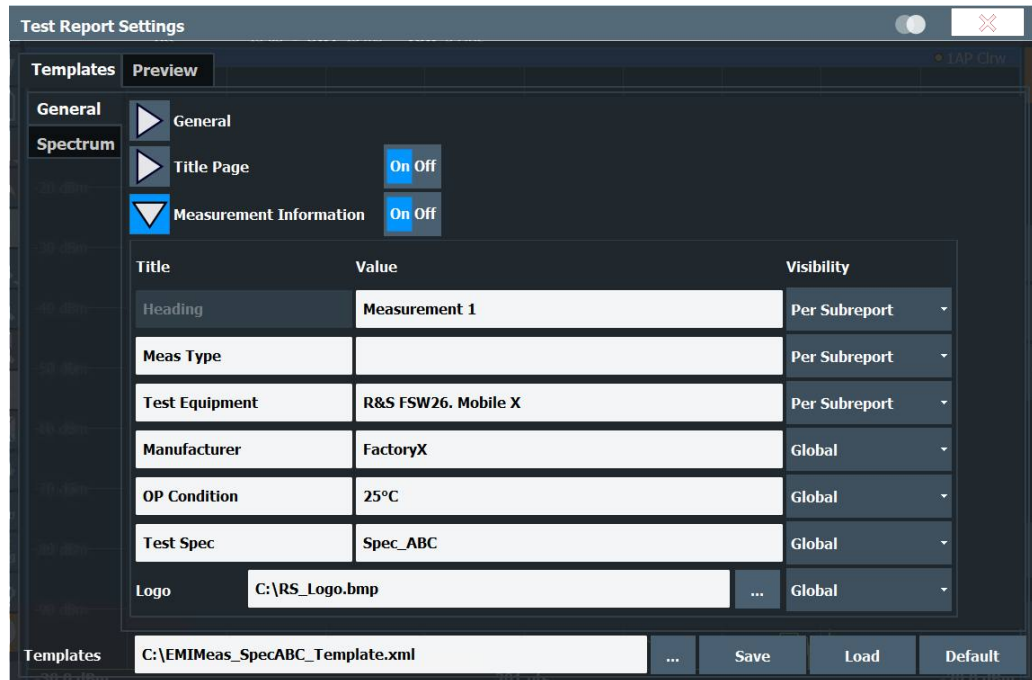 Test Report Settings
1AP Clrw
Templates Preview
General
Spectrum
General
Title Page On Off
Measurement Information On Off
Title Value Visibility
Heading Measurement 1 Per Subreport
Meas Type Per Subreport
Test Equipment R&S FSW26. Mobile X Per Subreport
Manufacturer FactoryX Global
OP Condition 25°C Global
Test Spec Spec_ABC Global
Logo C:\RS_Logo.bmp ... Global
Templates C:\EMIMeas_SpecABC_Template.xml ... Save Load Default